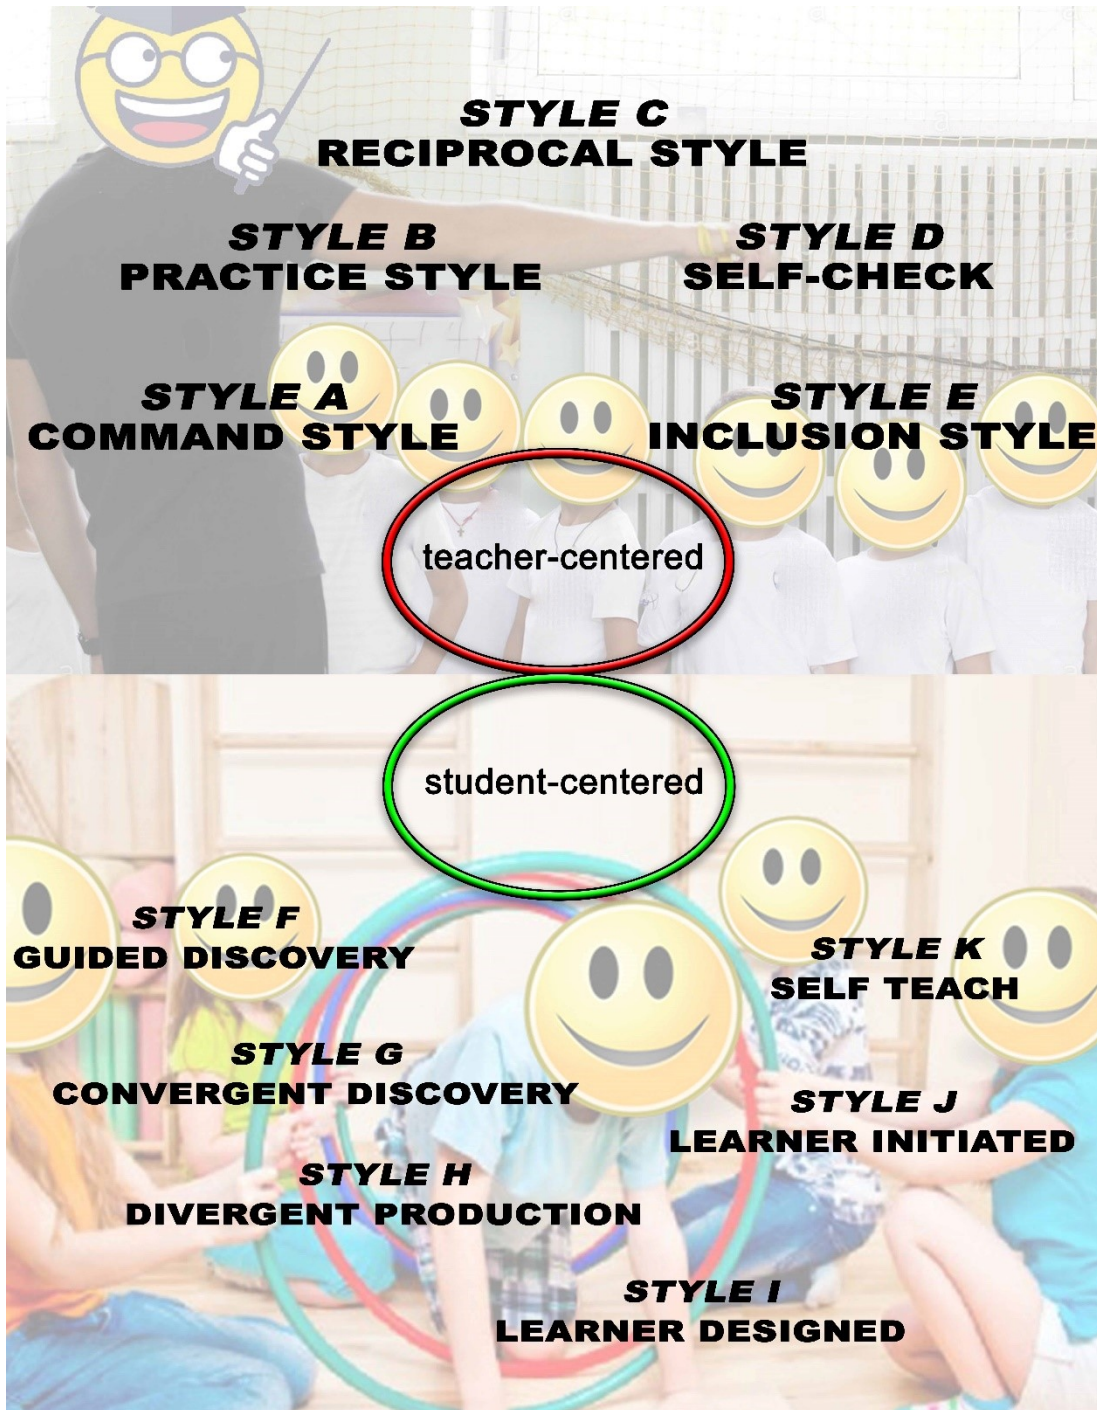 STYLE C
RECIPROCAL STYLE
STYLE B
PRACTICE STYLE
STYLE D
SELF-CHECK
STYLE A
COMMAND STYLE
STYLE E
INCLUSION STYLE
teacher-centered
student-centered
STYLE F
GUIDED DISCOVERY
STYLE K
SELF TEACH
STYLE G
CONVERGENT DISCOVERY
STYLE J
LEARNER INITIATED
STYLE H
DIVERGENT PRODUCTION
STYLE I
LEARNER DESIGNED